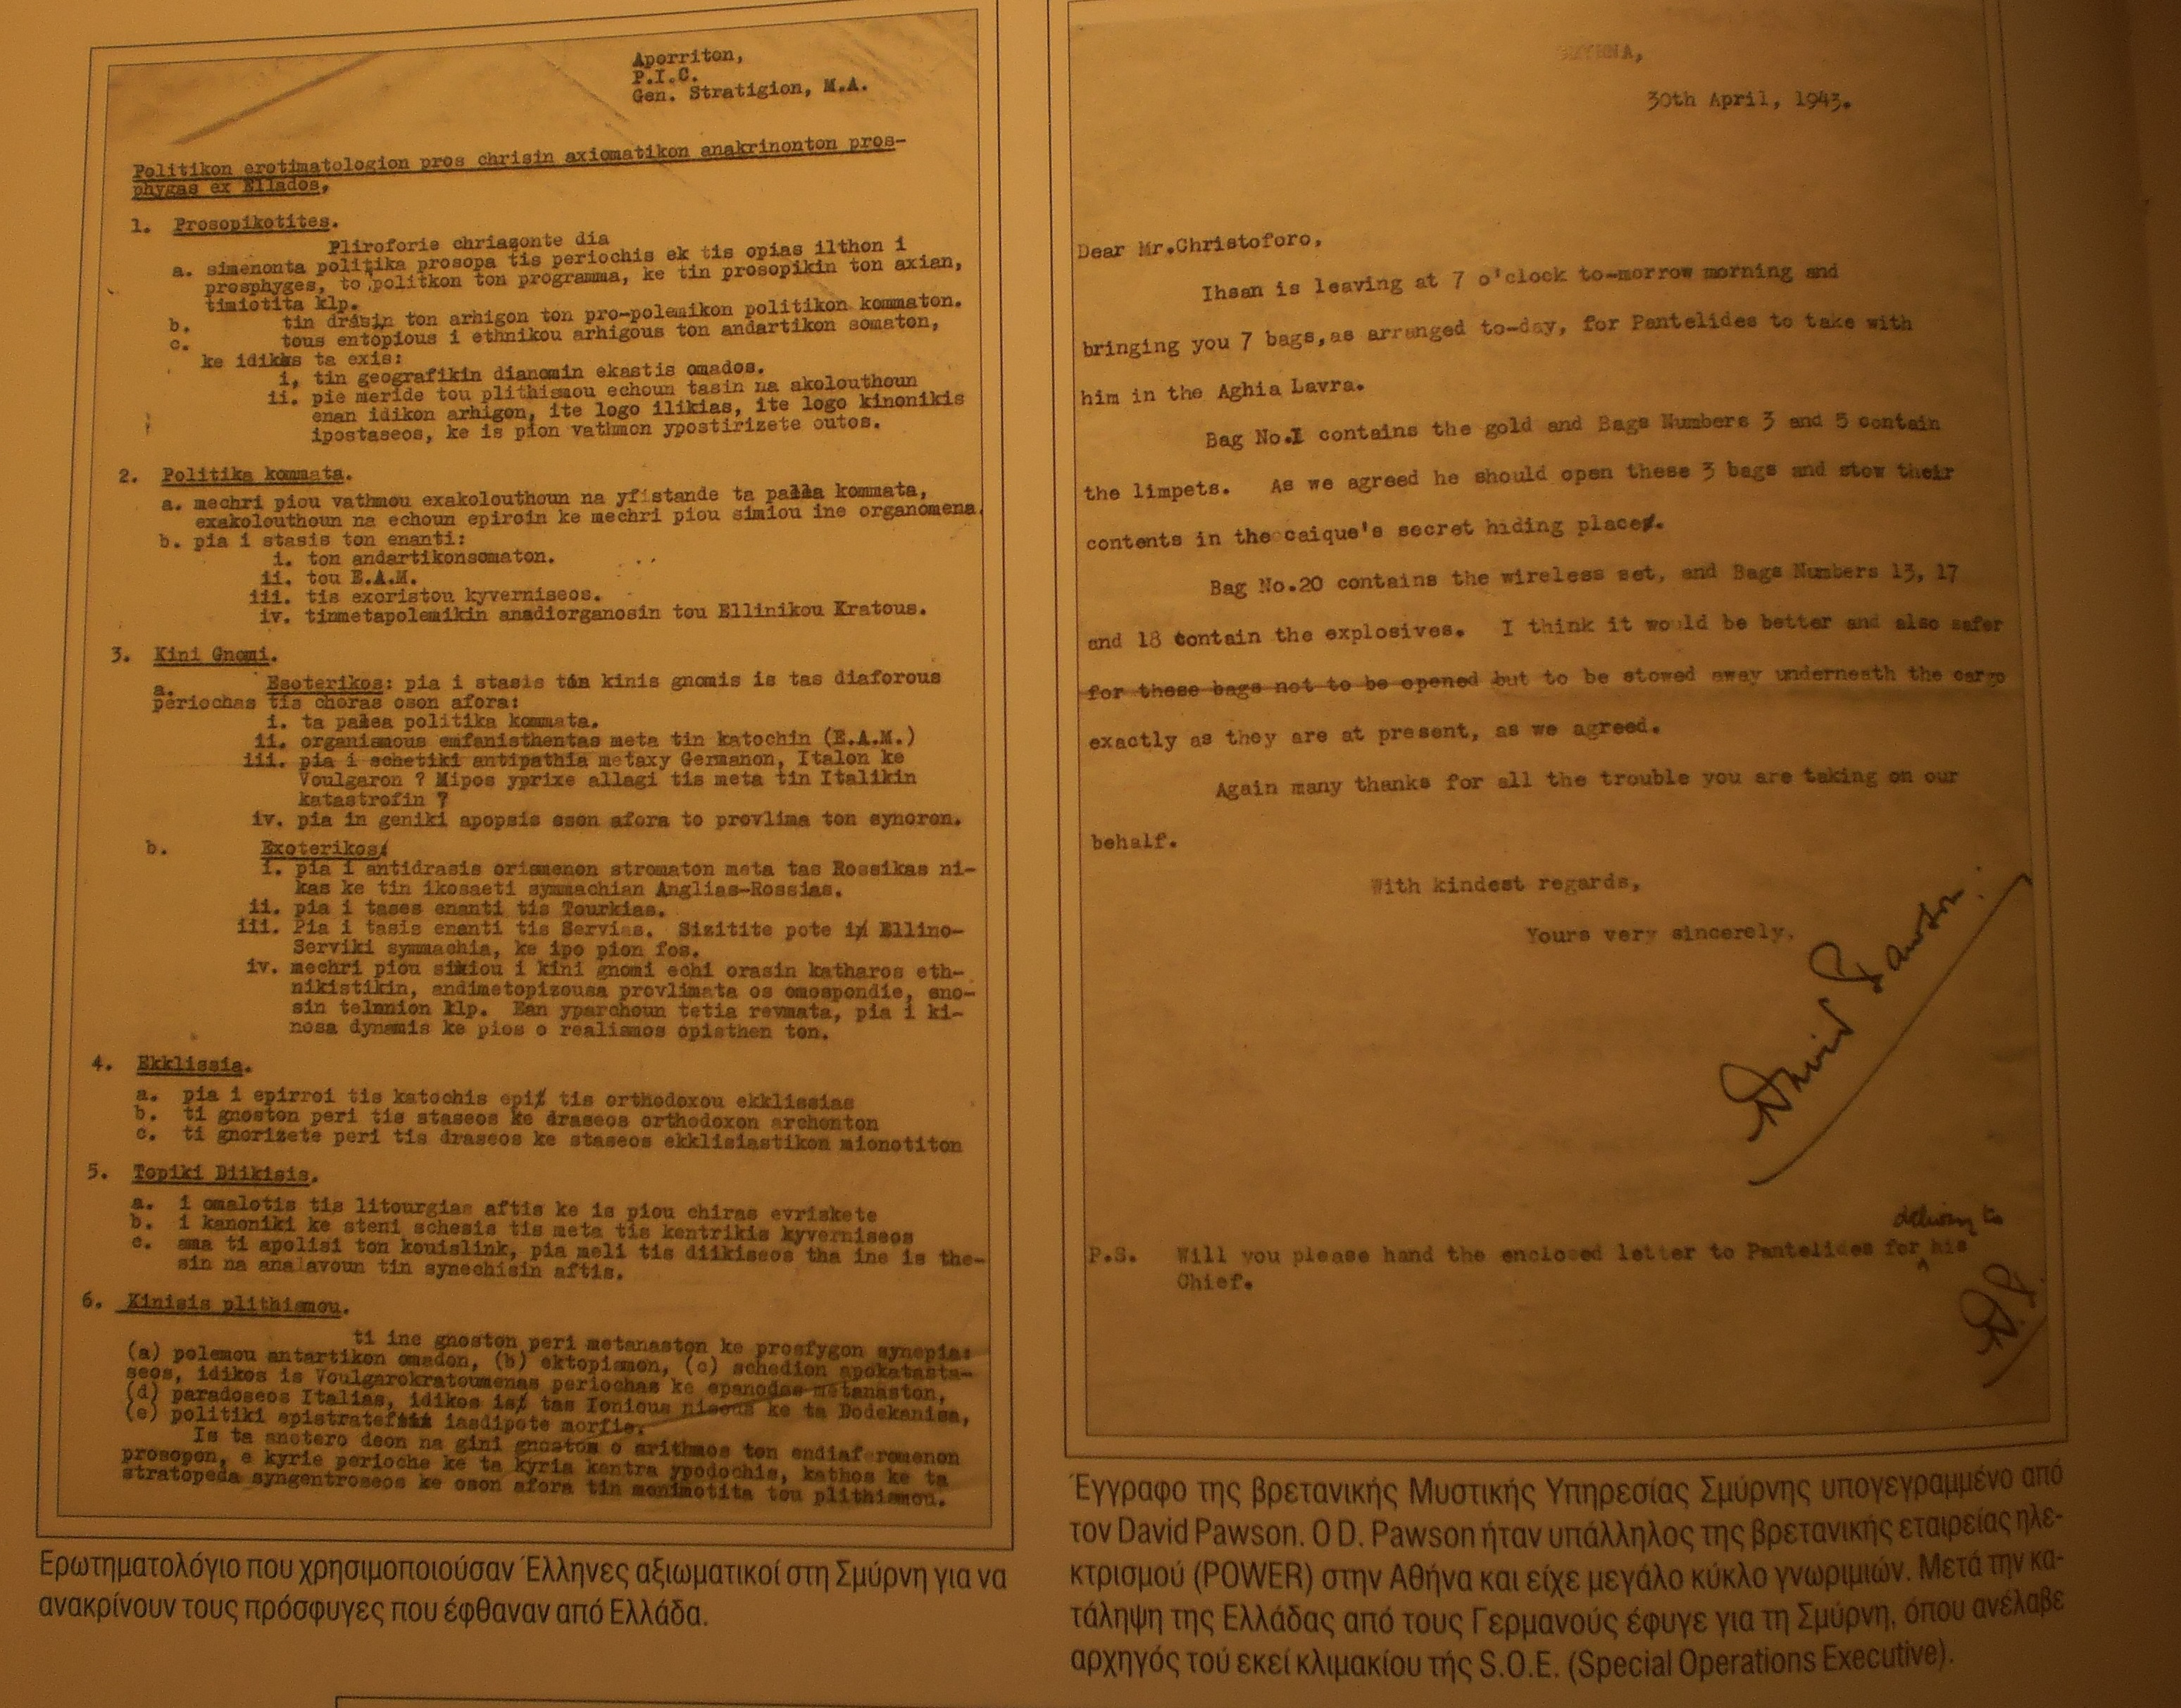 Aporriton,
P.I.C.
Gen. Stratigion, M.A.
Politikon erotimatologion pros chrisin axiomatikon anakrinonton pros-
phygas ex Ellados,
1. Prosopikotites.
Pliroforie chriazonte dia
a. simenonta politika prosopa tis periochis ek tis opias ilthon i
prosphyges, to politkon ton programma, ke tin prosopikin ton axian,
timiotita klp.
b. tin drasin ton arhigon ton pro-polemikon politikon kommaton.
c. tous entopious i ethnikou arhigous ton andartikon somaton,
ke idikas ta exis:
i, tin geografikin dianomin ekastis omados.
ii. pie meride tou plithismou echoun tasin na akolouthoun
enan idikon arhigon, ite logo ilikias, ite logo kinonikis
ipostaseos, ke is pion vathmon ypostirizete outos.
2. Politika kommata.
a. mechri piou vathmou exakolouthoun na yfistande ta palea kommata,
exakolouthoun na echoun epiroin ke mechri piou simiou ine organomena.
b. pia i stasis ton enanti:
i. ton andartikonsomaton.
ii. tou E.A.M.
iii. tis exoristou kyverniseos.
iv. tinmetapolemikin anadiorganosin tou Ellinikou Kratous.
3. Kini Gnomi.
a. Esoterikos: pia i stasis tis kinis gnomis is tas diaforous
periochas tis choras oson afora:
i. ta palea politika kommata.
ii. organismous emfanisthentas meta tin katochin (E.A.M.)
iii. pia i schetiki antipathia metaxy Germanon, Italon ke
Voulgaron ? Mipos yprixe allagi tis meta tin Italikin
katastrofin ?
iv. pia in geniki apopsis oson afora to provlima ton synoron.
b. Exoterikos
i. pia i antidrasis orismenon stromaton meta tas Rossikas ni-
kas ke tin ikosaeti symmachian Anglias-Rossias.
ii. pia i tases enanti tis Tourkias.
iii. Pia i tasis enanti tis Servias. Sizitite pote i Ellino-
Serviki symmachia, ke ipo pion fos.
iv. mechri piou simiou i kini gnomi echi orasin katharos eth-
nikistikin, andimetopizousa provlimata os omospondie, eno-
sin telonion klp. Ean yparchoun tetia revmata, pia i ki-
nosa dynamis ke pios o realismos opisthen ton.
4. Ekklissia.
a. pia i epirroi tis katochis epi tis orthodoxou ekklissias
b. ti gnoston peri tis staseos ke draseos orthodoxon archonton
c. ti gnorizete peri tis draseos ke staseos ekklisiastikon mionotiton
5. Topiki Diikisis.
a. i omalotis tis litourgias aftis ke is piou chiras evriskete
b. i kanoniki ke steni schesis tis meta tis kentrikis kyverniseos
c. ama ti apolisi ton kouislink, pia meli tis diikiseos tha ine is the-
sin na analavoun tin synechisin aftis.
6. Kinisis plithismou.
ti ine gnoston peri metanaston ke prosfygon synepia:
(a) polemou antartikon omadon, (b) ektopismon, (c) schedion apokatasta-
seos, idikos is Voulgarokratoumenas periochas ke epanodos metanaston,
(d) paradoseos Italias, idikos is tas Ionious nisous ke ta Dodekanisa,
(e) politiki iasdipote morfis.
Is ta anotero deon na gini gnoston o arithmos ton endiaferomenon
prosopon, e kyrie perioche ke ta kyria kentra ypodochis, kathos ke ta
stratopeda syngentroseos ke oson afora tin monimotita tou plithismou.
Ερωτηματολόγιο που χρησιμοποιούσαν Έλληνες αξιωματικοί στη Σμύρνη για να
ανακρίνουν τους πρόσφυγες που έφθαναν από Ελλάδα.
30th April, 1943.
Dear Mr.Christoforo,
Ihsan is leaving at 7 o'clock to-morrow morning and
bringing you 7 bags,as arranged to-day, for Pantelides to take with
him in the Aghia Lavra.
Bag No.1 contains the gold and Bags Numbers 3 and 5 contain
the limpets. As we agreed he should open these 3 bags and stow their
contents in the caique's secret hiding place.
Bag No.20 contains the wireless set, and Bags Numbers 13, 17
and 18 contain the explosives. I think it would be better and also safer
for these bags not to be opened but to be stowed away underneath the cargo
exactly as they are at present, as we agreed.
Again many thanks for all the trouble you are taking on our
behalf.
With kindest regards,
Yours very sincerely,
David Pawson.
P.S. Will you please hand the enclosed letter to Pantelides for delivery to his
Chief.
D.P.
Έγγραφο της βρετανικής Μυστικής Υπηρεσίας Σμύρνης υπογεγραμμένο από
τον David Pawson. Ο D. Pawson ήταν υπάλληλος της βρετανικής εταιρείας ηλε-
κτρισμού (POWER) στην Αθήνα και είχε μεγάλο κύκλο γνωριμιών. Μετά την κα-
τάληψη της Ελλάδας από τους Γερμανούς έφυγε για τη Σμύρνη, όπου ανέλαβε
αρχηγός τού εκεί κλιμακίου τής S.O.E. (Special Operations Executive).